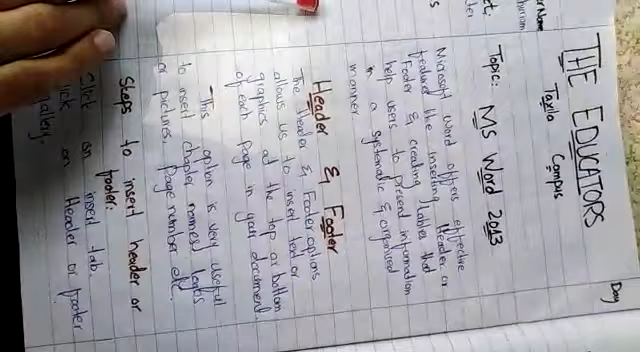 Day
THE EDUCATORS
Taxila Campus
Topic: MS Word 2013
Microsoft word offers effective
features like inserting Header or
Footer & creating tables that
help users to present information
in a systematic & organized
manner
Header & Footer
The Header & Footer options
allows us to insert text or
graphics at the top or bottom
of each page in your document.
This option is very useful
to insert chapter names, dates
or pictures, Page number etc.
Steps to insert header or
footer:
Click on insert tab.
Click on Header or footer
gallery.